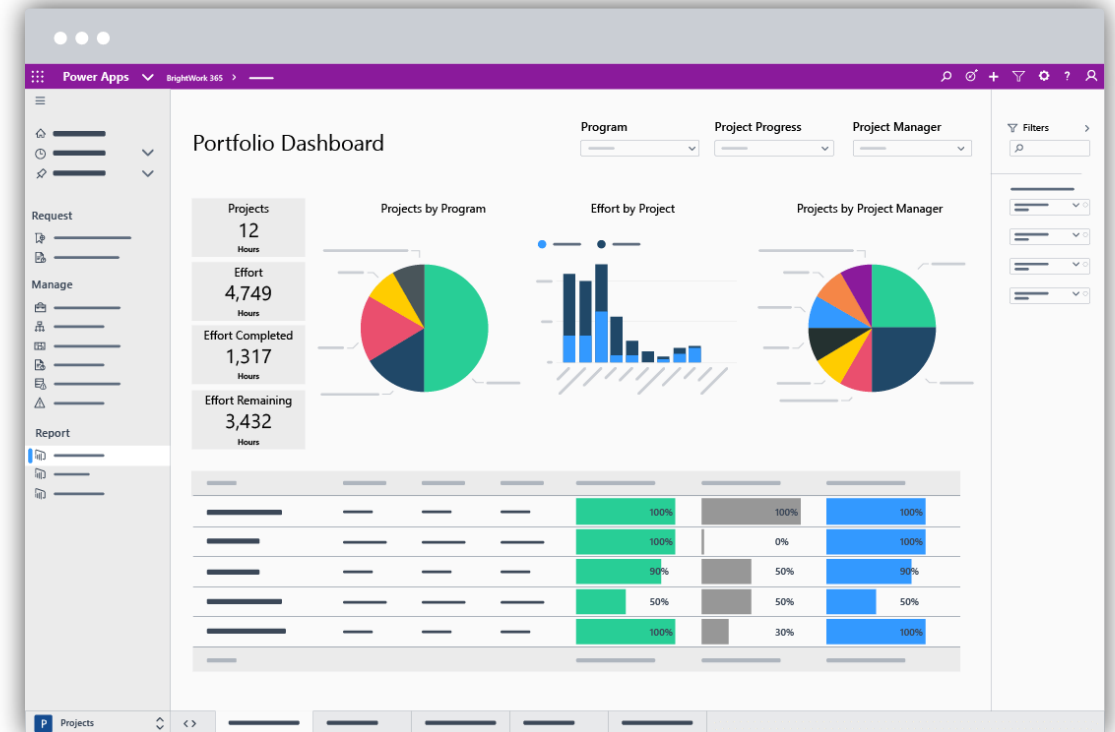 Power Apps BrightWork 365 > ?
Program Project Progress Project Manager
Filters
Portfolio Dashboard
Request
Manage
Report
Projects
12
Hours
Effort
4,749
Hours
Effort Completed
1,317
Hours
Effort Remaining
3,432
Hours
Projects by Program
Effort by Project
Projects by Project Manager
100% 100% 100%
100% 0% 100%
90% 50% 90%
50% 50% 50%
100% 30% 100%
P Projects